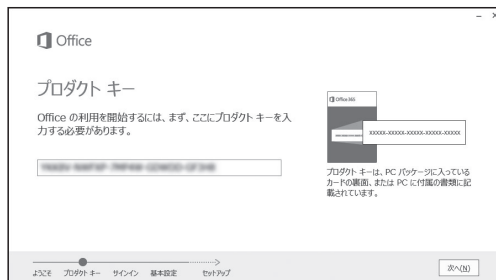 Office
プロダクト キー
Office の利用を開始するには、まず、ここにプロダクト キーを入
力する必要があります。
Office 365
XXXXX-XXXXX-XXXXX-XXXXX-XXXXX
プロダクト キーは、PC パッケージに入っている
カードの裏面、または PC に付属の書類に記
載されています。
ようこそ プロダクト キー サインイン 基本設定 セットアップ
次へ(N)